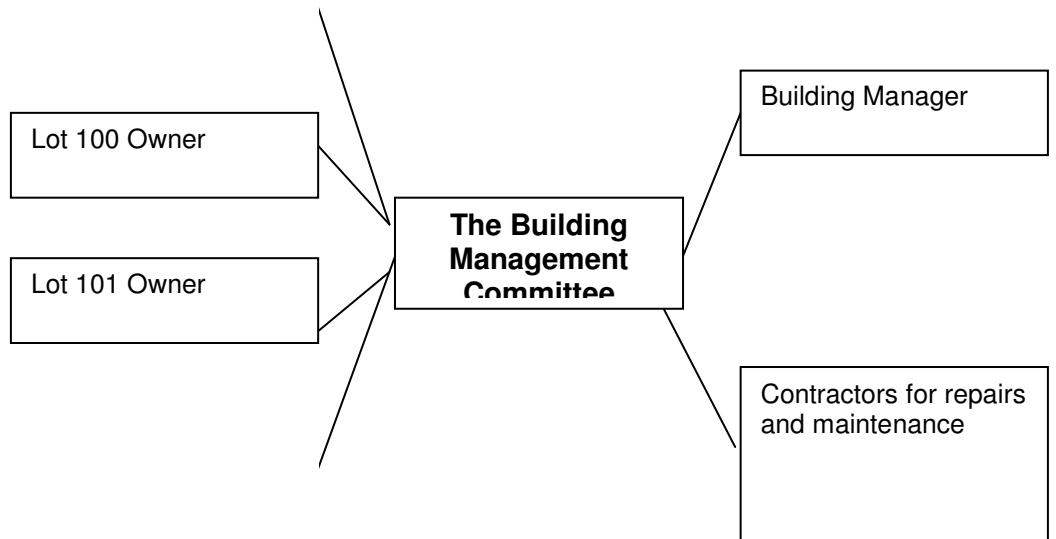 Building Manager
Lot 100 Owner
The Building
Management
Committee
Lot 101 Owner
Contractors for repairs
and maintenance